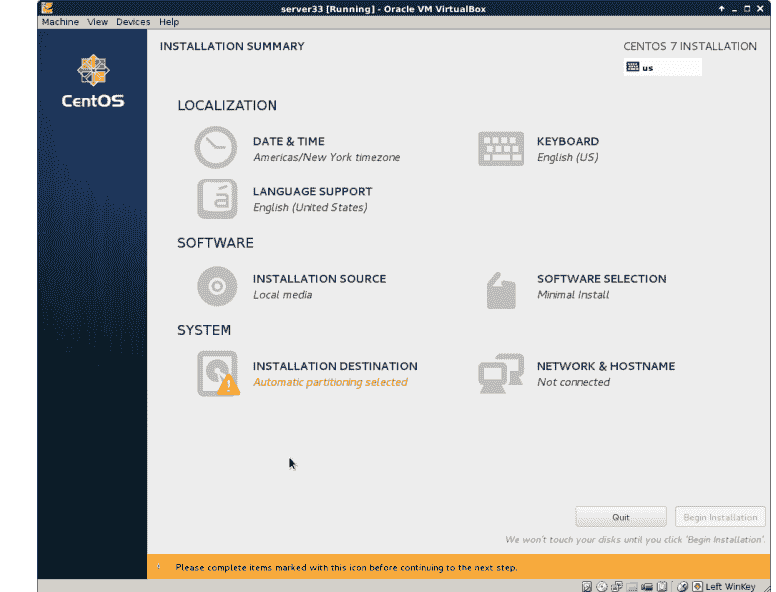 server33 [Running] - Oracle VM VirtualBox
Machine View Devices Help
INSTALLATION SUMMARY
CENTOS 7 INSTALLATION
us
CentOS
LOCALIZATION
DATE & TIME
Americas/New York timezone
KEYBOARD
English (US)
LANGUAGE SUPPORT
English (United States)
SOFTWARE
INSTALLATION SOURCE
Local media
SOFTWARE SELECTION
Minimal Install
SYSTEM
INSTALLATION DESTINATION
Automatic partitioning selected
NETWORK & HOSTNAME
Not connected
Quit
Begin Installation
We won't touch your disks until you click 'Begin Installation'.
Please complete items marked with this icon before continuing to the next step.
Left WinKey